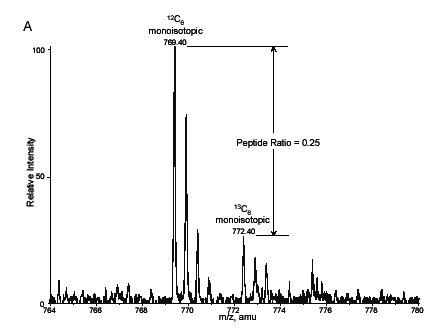 A
12C6
monoisotopic
769.40
100
Peptide Ratio = 0.25
Relative Intensity
50
13C6
monoisotopic
772.40
0
764 766 768 770 772 774 776 778 780
m/z, amu